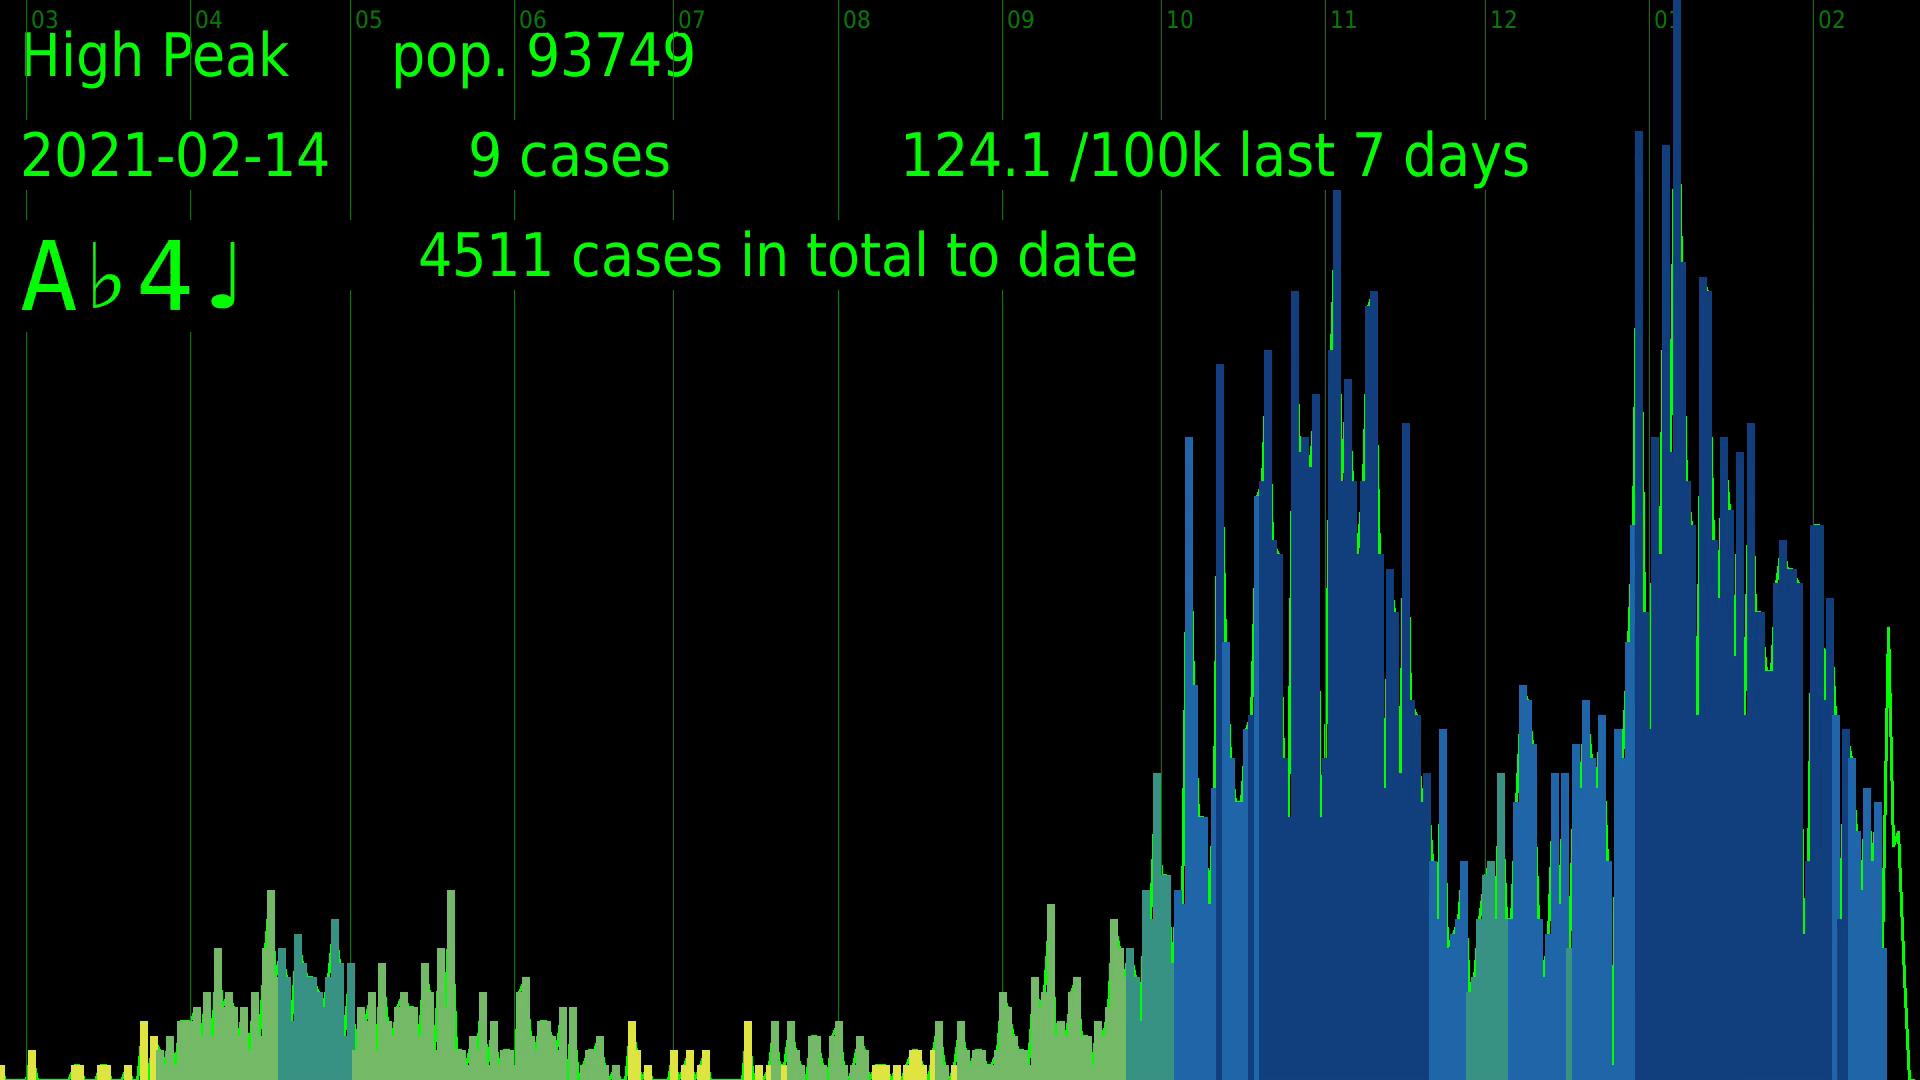 03 04 05 06 07 08 09 10 11 12 01 02
High Peak pop. 93749
2021-02-14 9 cases 124.1 /100k last 7 days
A♭4♩ 4511 cases in total to date